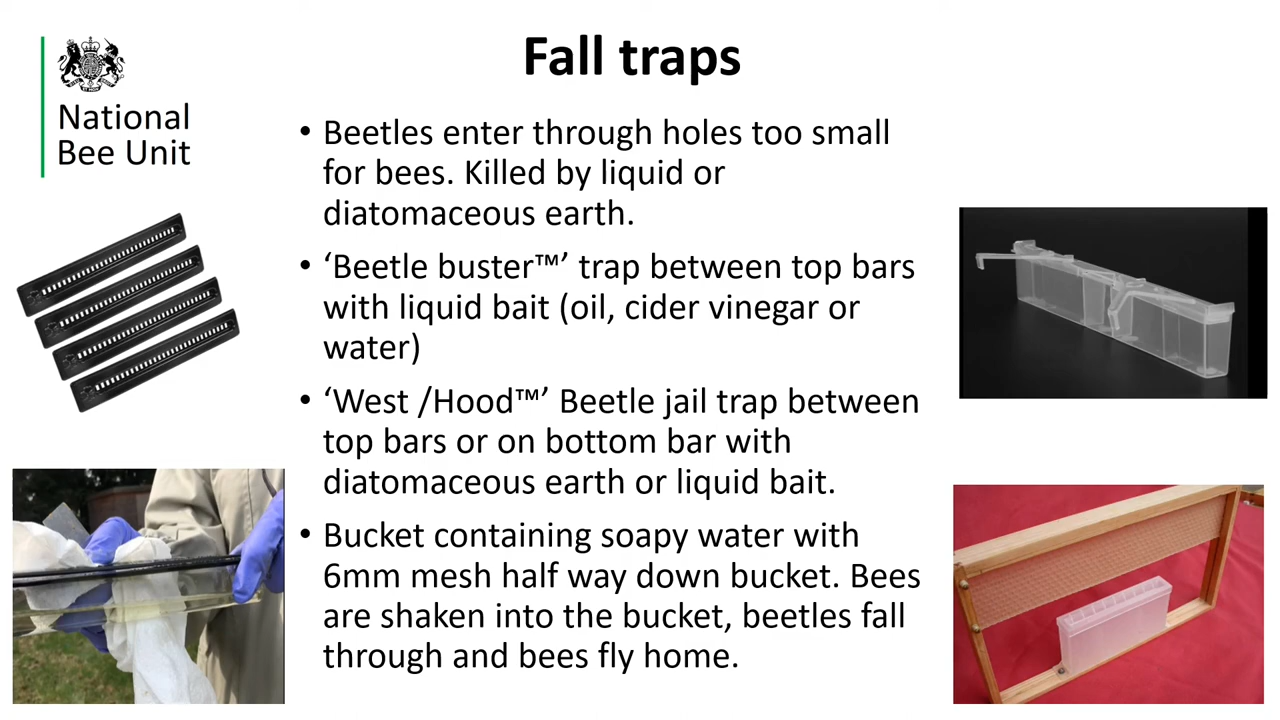 Fall traps
National
Bee Unit
• Beetles enter through holes too small
for bees. Killed by liquid or
diatomaceous earth.
• ‘Beetle buster™’ trap between top bars
with liquid bait (oil, cider vinegar or
water)
• ‘West /Hood™’ Beetle jail trap between
top bars or on bottom bar with
diatomaceous earth or liquid bait.
• Bucket containing soapy water with
6mm mesh half way down bucket. Bees
are shaken into the bucket, beetles fall
through and bees fly home.